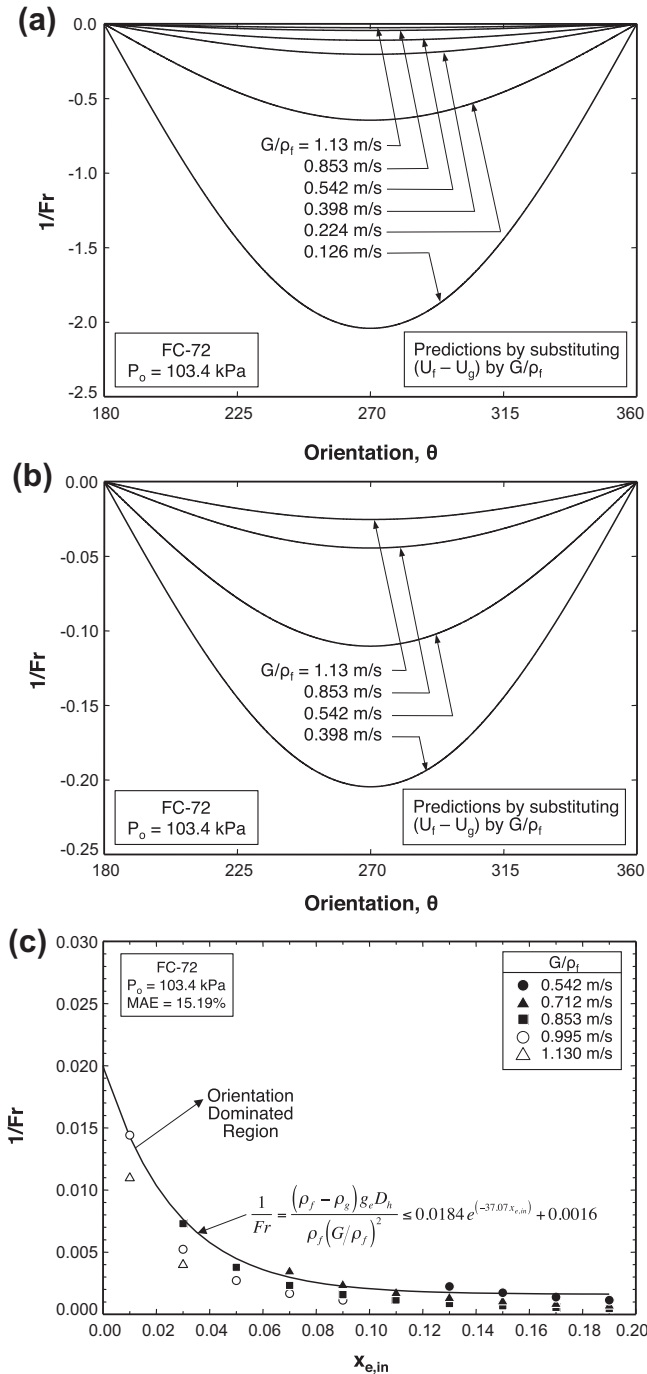 (a)
0.0
-0.5
-1.0
-1.5
-2.0
-2.5
1/Fr
G/ρf = 1.13 m/s
0.853 m/s
0.542 m/s
0.398 m/s
0.224 m/s
0.126 m/s
FC-72
Po = 103.4 kPa
Predictions by substituting
(Uf – Ug) by G/ρf
180 225 270 315 360
Orientation, θ
(b)
0.00
-0.05
-0.10
-0.15
-0.20
-0.25
1/Fr
G/ρf = 1.13 m/s
0.853 m/s
0.542 m/s
0.398 m/s
FC-72
Po = 103.4 kPa
Predictions by substituting
(Uf – Ug) by G/ρf
180 225 270 315 360
Orientation, θ
(c)
0.030
0.025
0.020
0.015
0.010
0.005
0.000
1/Fr
FC-72
Po = 103.4 kPa
MAE = 15.19%
G/ρf
0.542 m/s
0.712 m/s
0.853 m/s
0.995 m/s
1.130 m/s
Orientation
Dominated
Region
1/Fr = (ρf – ρg) ge Dh / ρf (G/ρf)² ≤ 0.0184 e^(–37.07 xe,in) + 0.0016
0.00 0.02 0.04 0.06 0.08 0.10 0.12 0.14 0.16 0.18 0.20
xe,in